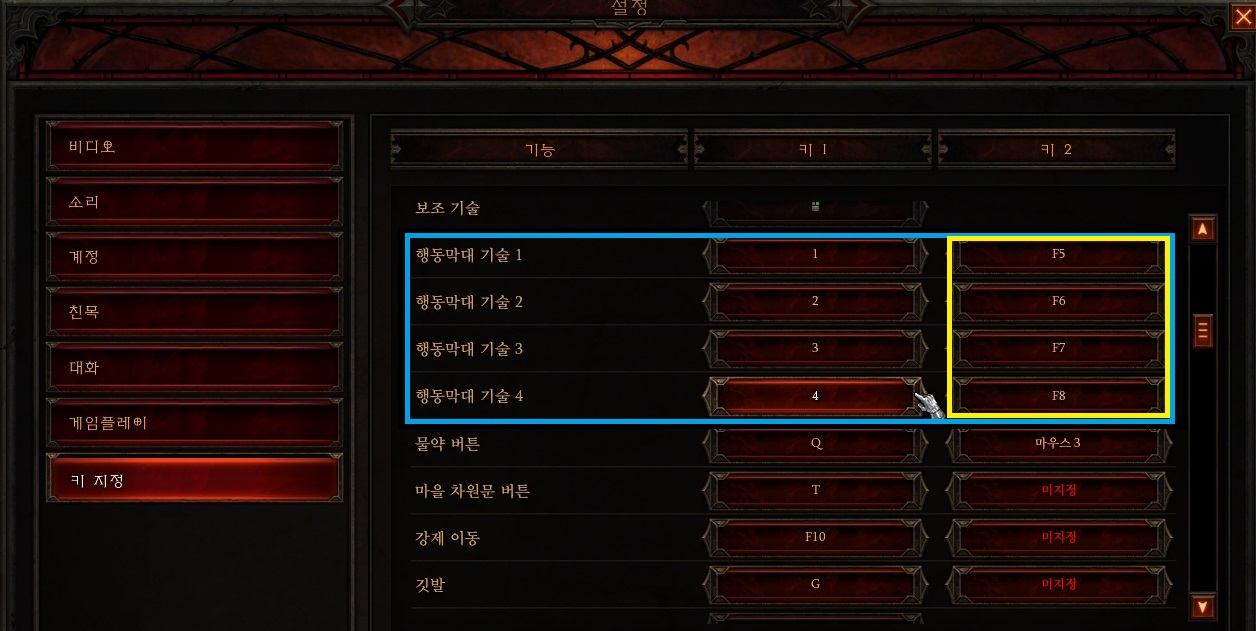 설정
비디오
소리
계정
친목
대화
게임플레이
키 지정
기능 키 1 키 2
보조 기술
행동막대 기술 1 1 F5
행동막대 기술 2 2 F6
행동막대 기술 3 3 F7
행동막대 기술 4 4 F8
물약 버튼 Q 마우스 3
마을 차원문 버튼 T 미지정
강제 이동 F10 미지정
깃발 G 미지정